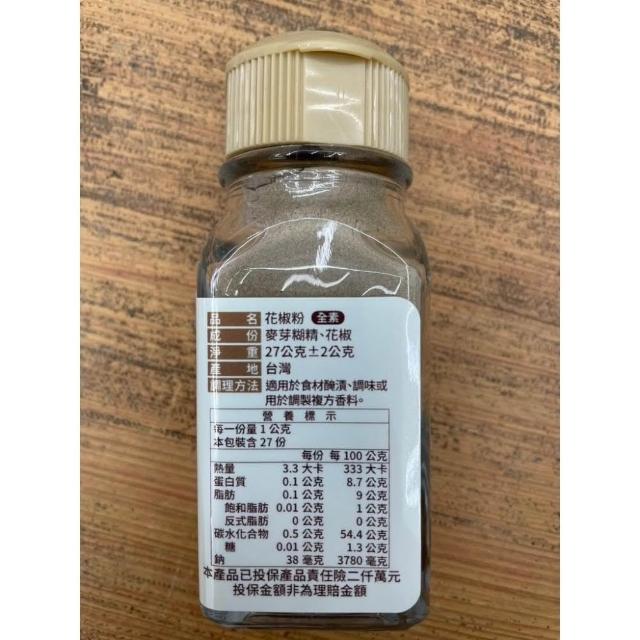 品名 花椒粉 全素
成份 麥芽糊精、花椒
淨重 27公克±2公克
產地 台灣
調理方法 適用於食材醃漬、調味或
用於調製複方香料。
營養標示
每一份量 1 公克
本包裝含 27 份
每份 每 100 公克
熱量 3.3 大卡 333 大卡
蛋白質 0.1 公克 8.7 公克
脂肪 0.1 公克 9 公克
飽和脂肪 0.01 公克 1 公克
反式脂肪 0 公克 0 公克
碳水化合物 0.5 公克 54.4 公克
糖 0.01 公克 1.3 公克
鈉 38 毫克 3780 毫克
本產品已投保產品責任險二仟萬元
投保金額非為理賠金額